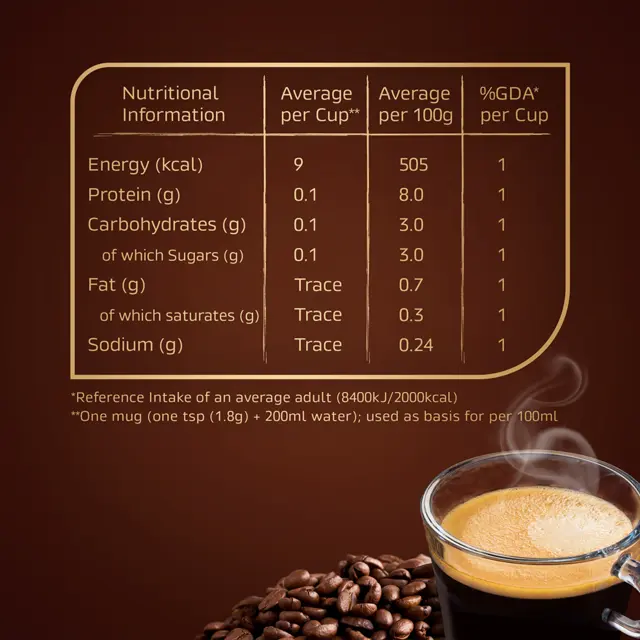 Nutritional Information Average per Cup** Average per 100g %GDA* per Cup
Energy (kcal) 9 505 1
Protein (g) 0.1 8.0 1
Carbohydrates (g) 0.1 3.0 1
of which Sugars (g) 0.1 3.0 1
Fat (g) Trace 0.7 1
of which saturates (g) Trace 0.3 1
Sodium (g) Trace 0.24 1
*Reference Intake of an average adult (8400kJ/2000kcal)
**One mug (one tsp (1.8g) + 200ml water); used as basis for per 100ml